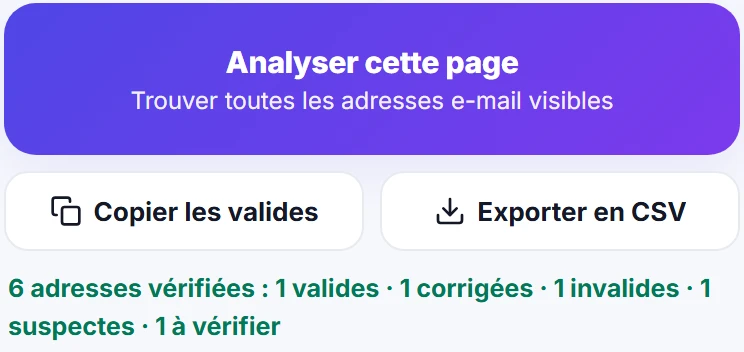 Analyser cette page
Trouver toutes les adresses e-mail visibles
Copier les valides
Exporter en CSV
6 adresses vérifiées : 1 valides · 1 corrigées · 1 invalides · 1
suspectes · 1 à vérifier